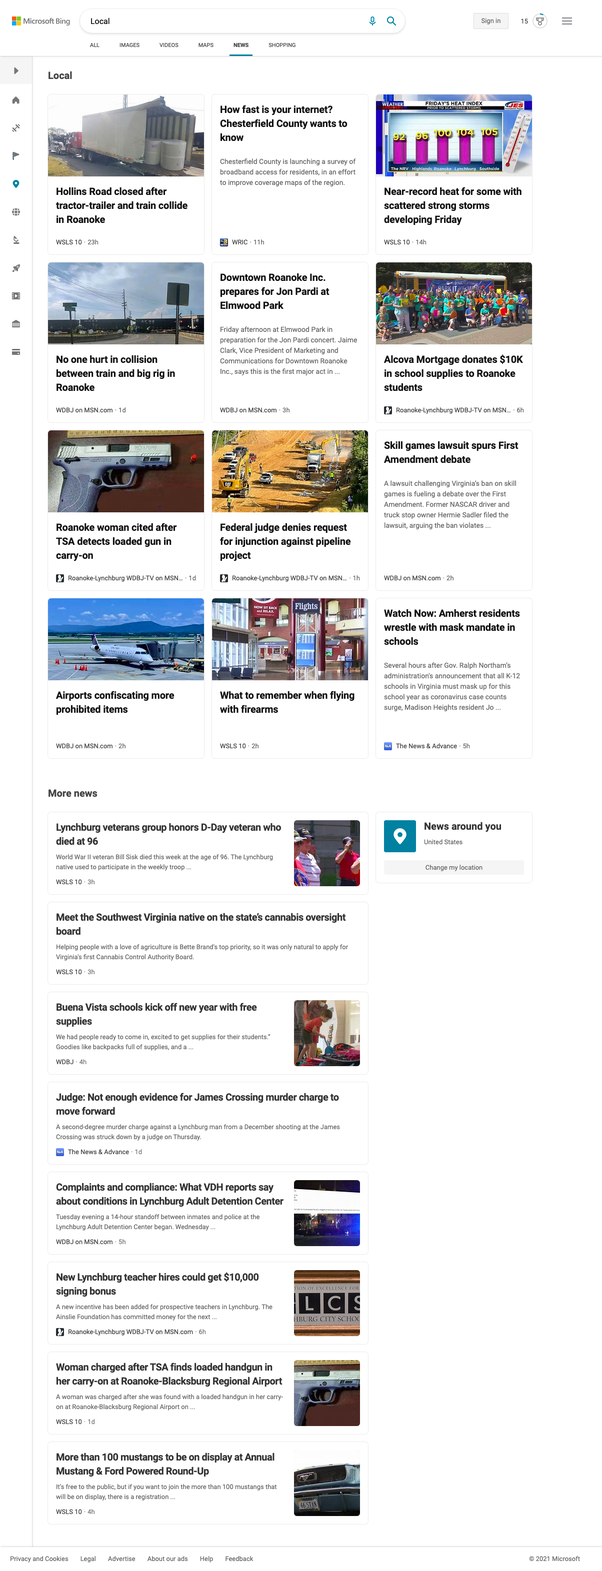 Microsoft Bing
Local
Sign in
15
ALL
IMAGES
VIDEOS
MAPS
NEWS
SHOPPING
Local
Hollins Road closed after
tractor-trailer and train collide
in Roanoke
WSLS 10 · 23h
How fast is your internet?
Chesterfield County wants to
know
Chesterfield County is launching a survey of
broadband access for residents, in an effort
to improve coverage maps of the region.
WRIC · 11h
WEATHER
FRIDAY'S HEAT INDEX
92 96 100 104 105
The NRV Highlands Roanoke Lynchburg Southside
Near-record heat for some with
scattered strong storms
developing Friday
WSLS 10 · 14h
No one hurt in collision
between train and big rig in
Roanoke
WDBJ on MSN.com · 1d
Downtown Roanoke Inc.
prepares for Jon Pardi at
Elmwood Park
Friday afternoon at Elmwood Park in
preparation for the Jon Pardi concert. Jaime
Clark, Vice President of Marketing and
Communications for Downtown Roanoke
Inc., says this is the first major act in ...
WDBJ on MSN.com · 3h
Alcova Mortgage donates $10K
in school supplies to Roanoke
students
Roanoke-Lynchburg WDBJ-TV on MSN... · 6h
Roanoke woman cited after
TSA detects loaded gun in
carry-on
Roanoke-Lynchburg WDBJ-TV on MSN... · 1d
Federal judge denies request
for injunction against pipeline
project
Roanoke-Lynchburg WDBJ-TV on MSN... · 1h
Skill games lawsuit spurs First
Amendment debate
A lawsuit challenging Virginia's ban on skill
games is fueling a debate over the First
Amendment. Former NASCAR driver and
truck stop owner Hermie Sadler filed the
lawsuit, arguing the ban violates ...
WDBJ on MSN.com · 2h
Airports confiscating more
prohibited items
WDBJ on MSN.com · 2h
Flights
What to remember when flying
with firearms
WSLS 10 · 2h
Watch Now: Amherst residents
wrestle with mask mandate in
schools
Several hours after Gov. Ralph Northam's
administration's announcement that all K-12
schools in Virginia must mask up for this
school year as coronavirus case counts
surge, Madison Heights resident Jo ...
The News & Advance · 5h
More news
Lynchburg veterans group honors D-Day veteran who
died at 96
World War II veteran Bill Sisk died this week at the age of 96. The Lynchburg
native used to participate in the weekly troop ...
WSLS 10 · 3h
News around you
United States
Change my location
Meet the Southwest Virginia native on the state's cannabis oversight
board
Helping people with a love of agriculture is Bette Brand's top priority, so it was only natural to apply for
Virginia's first Cannabis Control Authority Board.
WSLS 10 · 3h
Buena Vista schools kick off new year with free
supplies
We had people ready to come in, excited to get supplies for their students."
Goodies like backpacks full of supplies, and a ...
WDBJ · 4h
Judge: Not enough evidence for James Crossing murder charge to
move forward
A second-degree murder charge against a Lynchburg man from a December shooting at the James
Crossing was struck down by a judge on Thursday.
The News & Advance · 1d
Complaints and compliance: What VDH reports say
about conditions in Lynchburg Adult Detention Center
Tuesday evening a 14-hour standoff between inmates and police at the
Lynchburg Adult Detention Center began. Wednesday ...
WDBJ on MSN.com · 5h
New Lynchburg teacher hires could get $10,000
signing bonus
A new incentive has been added for prospective teachers in Lynchburg. The
Ainslie Foundation has committed money for the next ...
Roanoke-Lynchburg WDBJ-TV on MSN.com · 6h
LCS
Woman charged after TSA finds loaded handgun in
her carry-on at Roanoke-Blacksburg Regional Airport
A woman was charged after she was found with a loaded handgun in her carry-
on at Roanoke-Blacksburg Regional Airport on ...
WSLS 10 · 1d
More than 100 mustangs to be on display at Annual
Mustang & Ford Powered Round-Up
It's free to the public, but if you want to join the more than 100 mustangs that
will be on display, there is a registration ...
WSLS 10 · 4h
Privacy and Cookies
Legal
Advertise
About our ads
Help
Feedback
© 2021 Microsoft